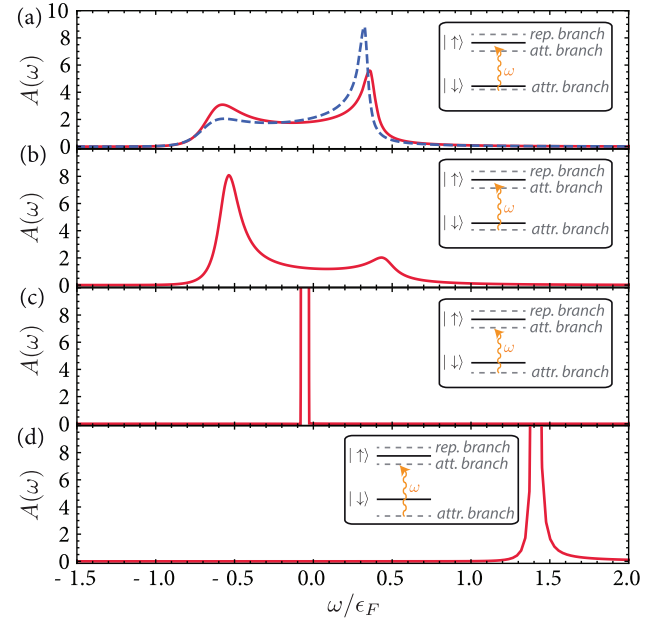 (a)
10
8
6
4
2
0
A(ω)
rep. branch
|↑⟩
att. branch
ω
|↓⟩
attr. branch
(b)
8
6
4
2
0
A(ω)
rep. branch
|↑⟩
att. branch
ω
|↓⟩
attr. branch
(c)
8
6
4
2
0
A(ω)
rep. branch
|↑⟩
att. branch
ω
|↓⟩
attr. branch
(d)
8
6
4
2
0
A(ω)
rep. branch
|↑⟩
att. branch
ω
|↓⟩
attr. branch
- 1.5 - 1.0 - 0.5 0.0 0.5 1.0 1.5 2.0
ω/ϵ_F